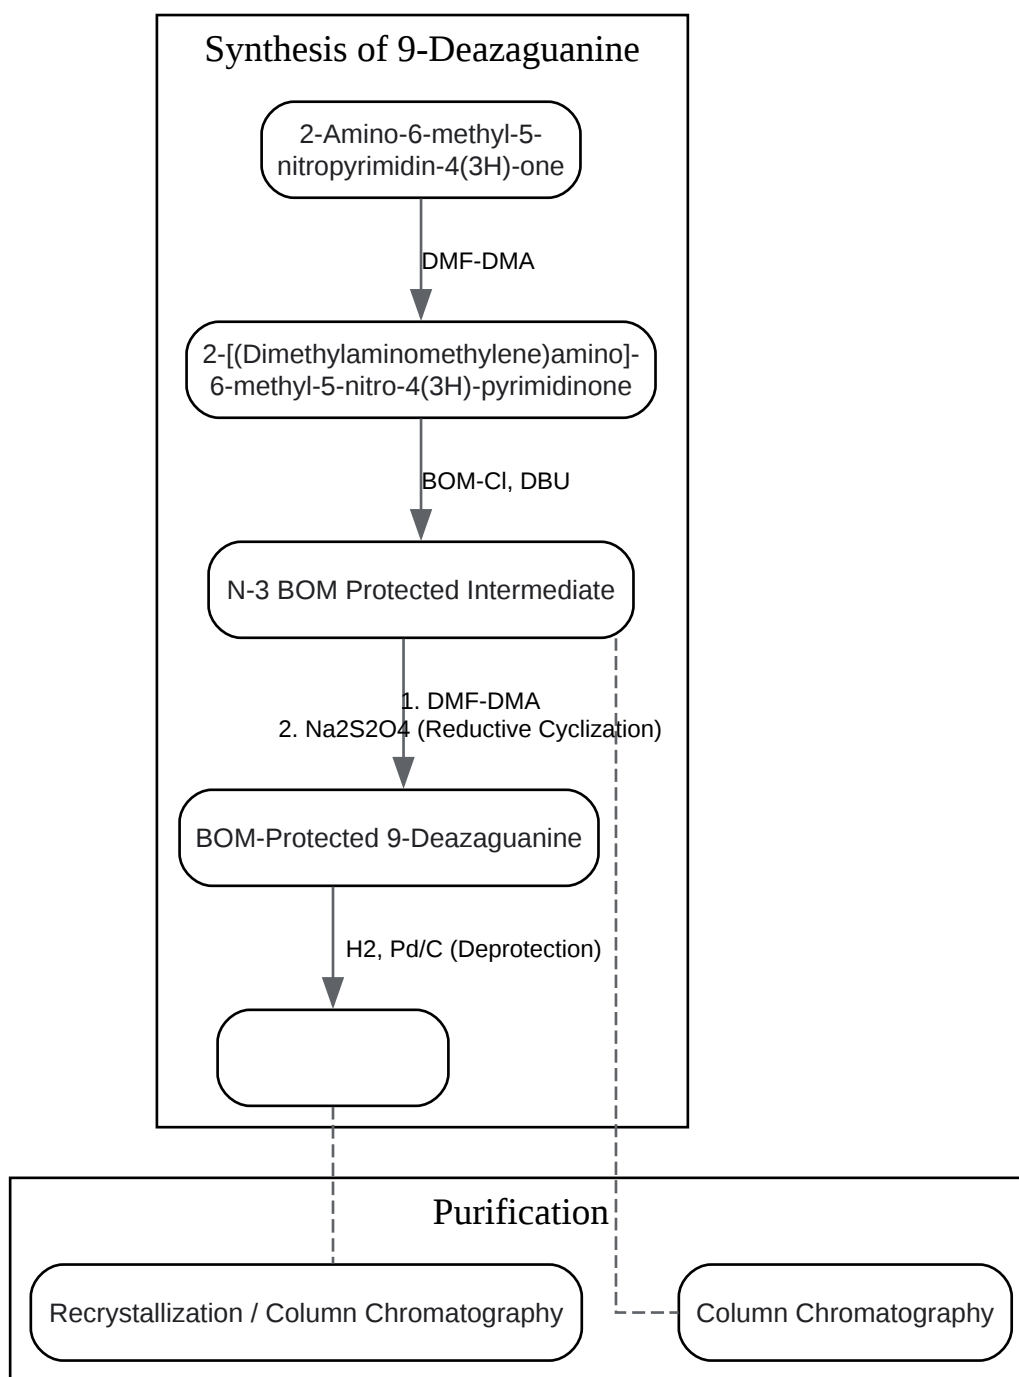 Synthesis of 9-Deazaguanine
2-Amino-6-methyl-5-
nitropyrimidin-4(3H)-one
DMF-DMA
2-[(Dimethylaminomethylene)amino]-
6-methyl-5-nitro-4(3H)-pyrimidinone
BOM-Cl, DBU
N-3 BOM Protected Intermediate
1. DMF-DMA
2. Na2S2O4 (Reductive Cyclization)
BOM-Protected 9-Deazaguanine
H2, Pd/C (Deprotection)
Purification
Recrystallization / Column Chromatography
Column Chromatography